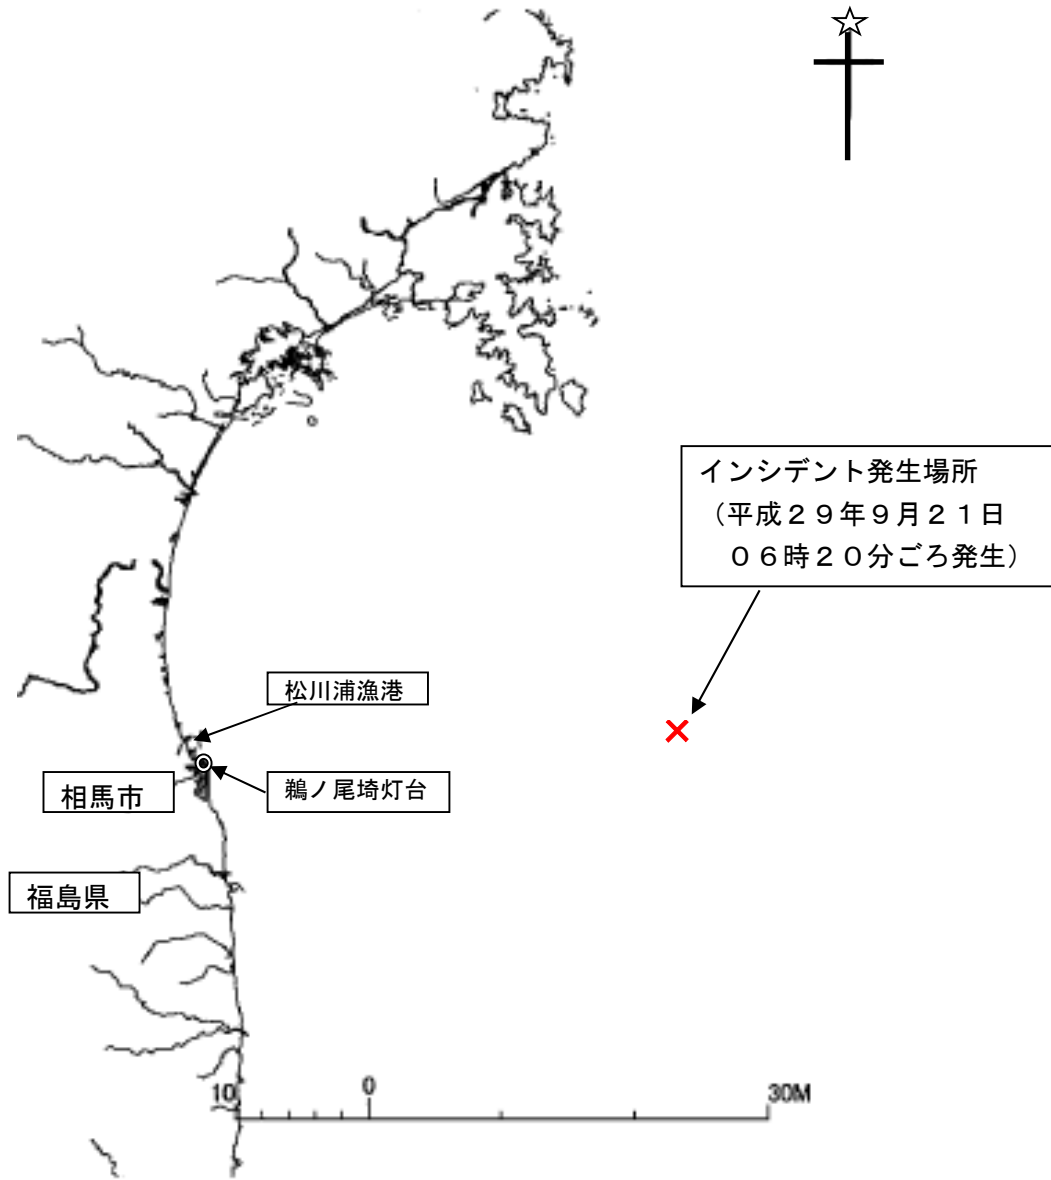 インシデント発生場所
（平成２９年９月２１日
０６時２０分ごろ発生）
松川浦漁港
鵜ノ尾埼灯台
相馬市
福島県
10 0 30M